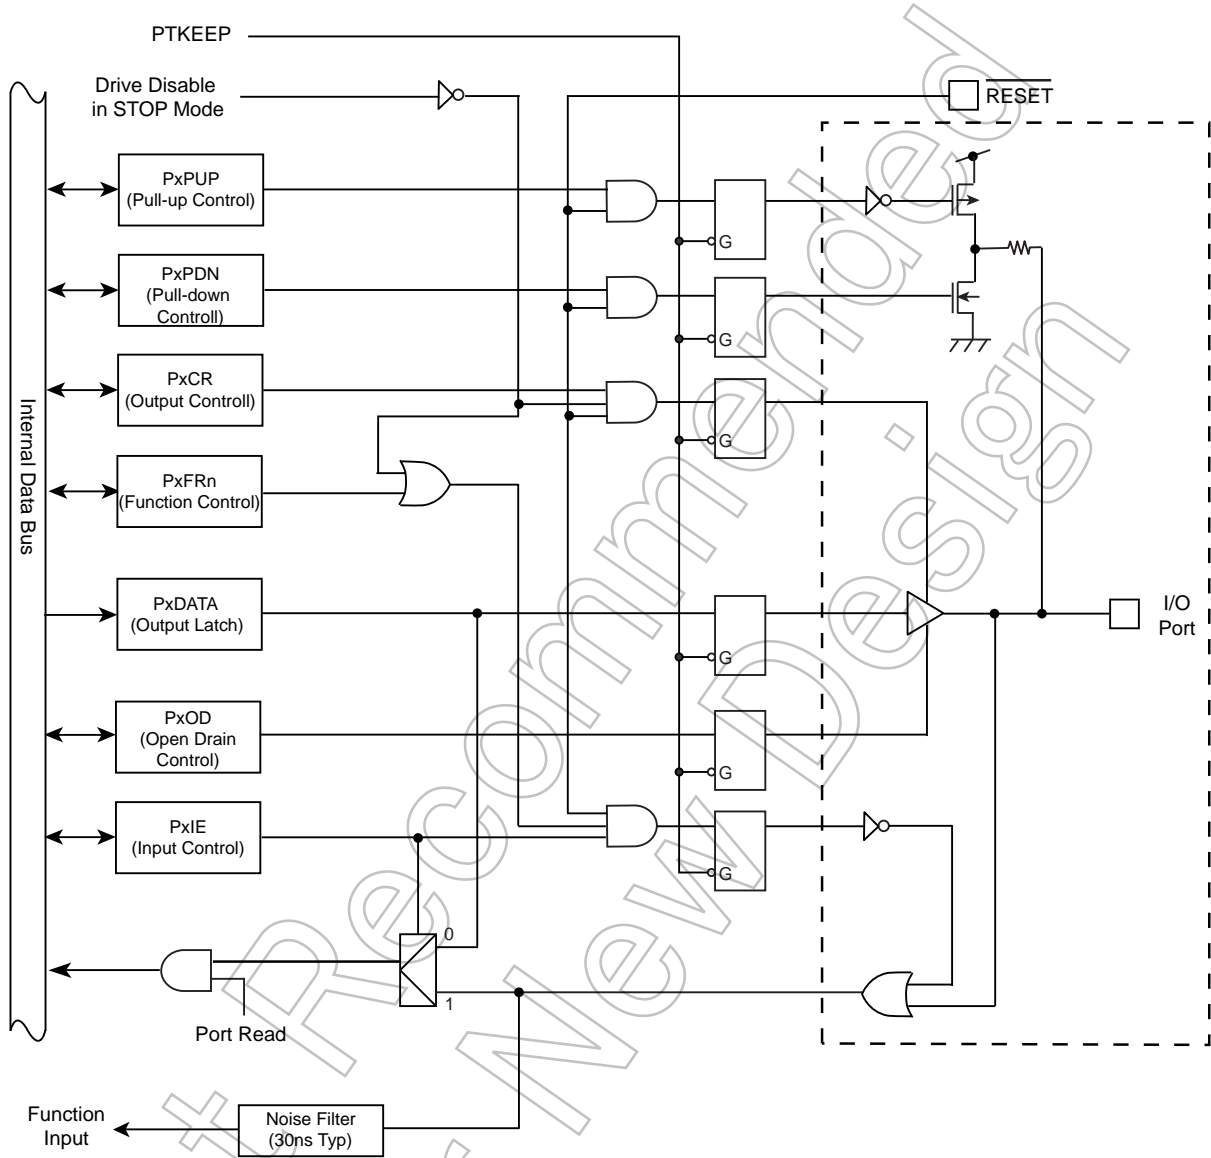 PTKEEP
Drive Disable
in STOP Mode
RESET
PxPUP
(Pull-up Control)
G
PxPDN
(Pull-down
Controll)
G
PxCR
(Output Controll)
G
Internal Data Bus
PxFRn
(Function Control)
PxDATA
(Output Latch)
G
I/O
Port
PxOD
(Open Drain
Control)
G
PxIE
(Input Control)
G
0
1
Port Read
Function
Input
Noise Filter
(30ns Typ)
t Recommended
r New Design